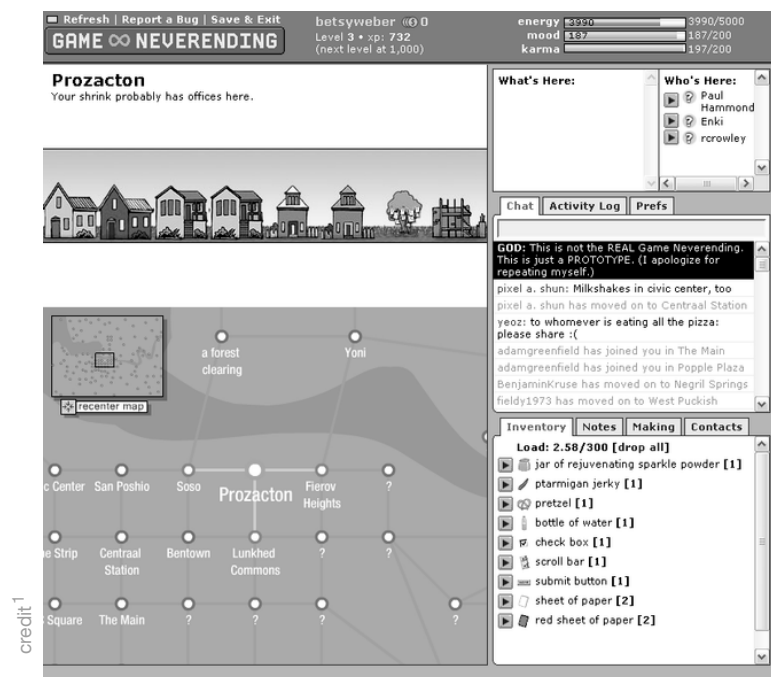 Refresh | Report a Bug | Save & Exit
GAME ∞ NEVERENDING
betsyweber 0
Level 3 • xp: 732
(next level at 1,000)
energy 3990 3990/5000
mood 187 187/200
karma 197/200
Prozacton
Your shrink probably has offices here.
What's Here:
Who's Here:
Paul
Hammond
Enki
rcrowley
Chat Activity Log Prefs
GOD: This is not the REAL Game Neverending.
This is just a PROTOTYPE. (I apologize for
repeating myself.)
pixel a. shun: Milkshakes in civic center, too
pixel a. shun has moved on to Centraal Station
yeoz: to whomever is eating all the pizza:
please share :(
adamgreenfield has joined you in The Main
adamgreenfield has joined you in Popple Plaza
BenjaminKruse has moved on to Negril Springs
fieldy1973 has moved on to West Puckish
recenter map
a forest
clearing
Yoni
c Center San Poshio Soso Prozacton Fierov
Heights
?
e Strip Centraal
Station
Bentown Lunkhed
Commons
? ?
Square The Main ? ? ? ?
Inventory Notes Making Contacts
Load: 2.58/300 [drop all]
jar of rejuvenating sparkle powder [1]
ptarmigan jerky [1]
pretzel [1]
bottle of water [1]
check box [1]
scroll bar [1]
submit button [1]
sheet of paper [2]
red sheet of paper [2]
credit 1